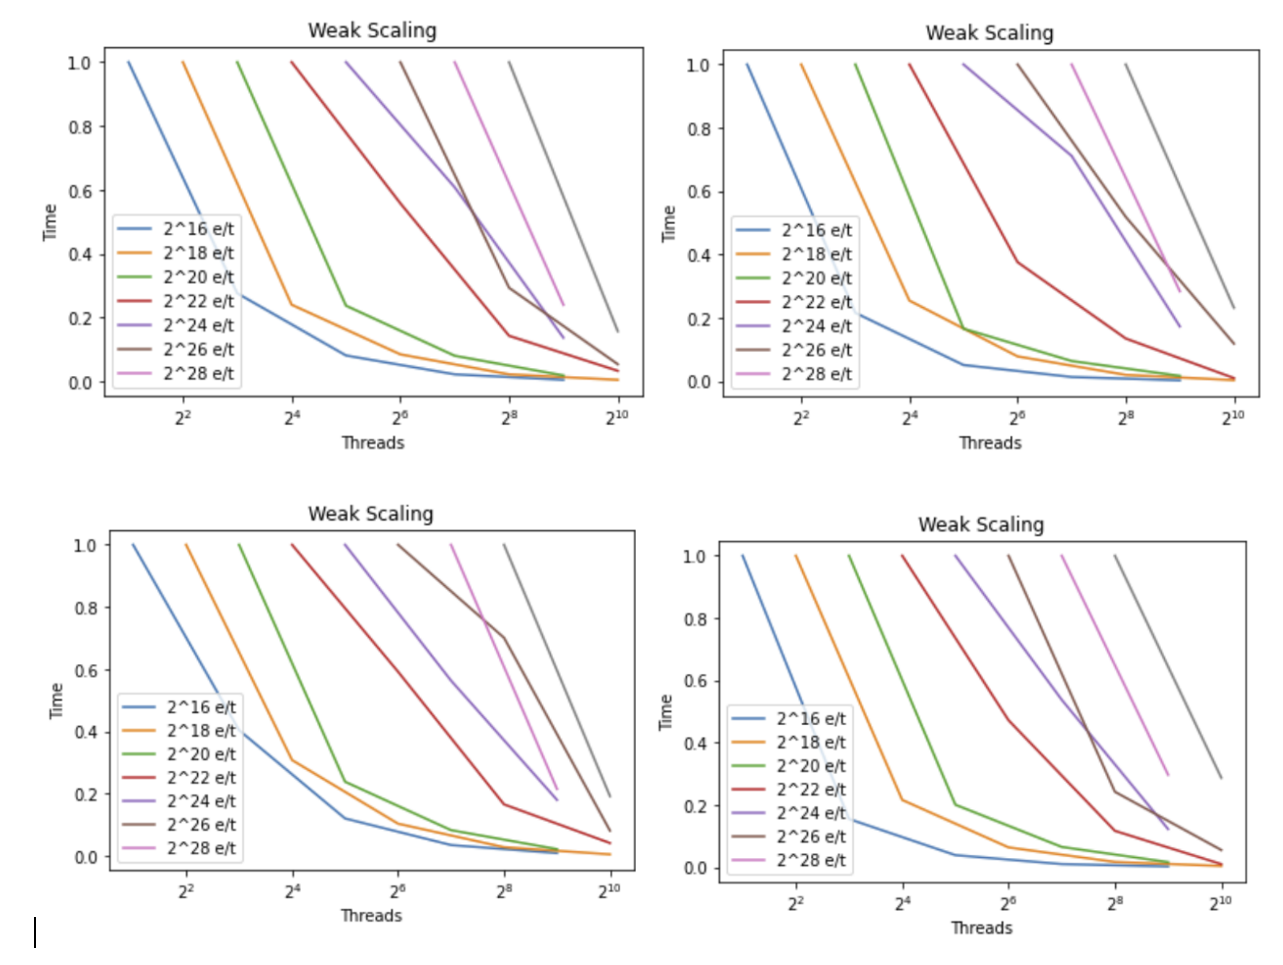 Weak Scaling
1.0
0.8
0.6
0.4
0.2
0.0
Time
2^16 e/t
2^18 e/t
2^20 e/t
2^22 e/t
2^24 e/t
2^26 e/t
2^28 e/t
2² 2⁴ 2⁶ 2⁸ 2¹⁰
Threads
Weak Scaling
1.0
0.8
0.6
0.4
0.2
0.0
Time
2^16 e/t
2^18 e/t
2^20 e/t
2^22 e/t
2^24 e/t
2^26 e/t
2^28 e/t
2² 2⁴ 2⁶ 2⁸ 2¹⁰
Threads
Weak Scaling
1.0
0.8
0.6
0.4
0.2
0.0
Time
2^16 e/t
2^18 e/t
2^20 e/t
2^22 e/t
2^24 e/t
2^26 e/t
2^28 e/t
2² 2⁴ 2⁶ 2⁸ 2¹⁰
Threads
Weak Scaling
1.0
0.8
0.6
0.4
0.2
0.0
Time
2^16 e/t
2^18 e/t
2^20 e/t
2^22 e/t
2^24 e/t
2^26 e/t
2^28 e/t
2² 2⁴ 2⁶ 2⁸ 2¹⁰
Threads